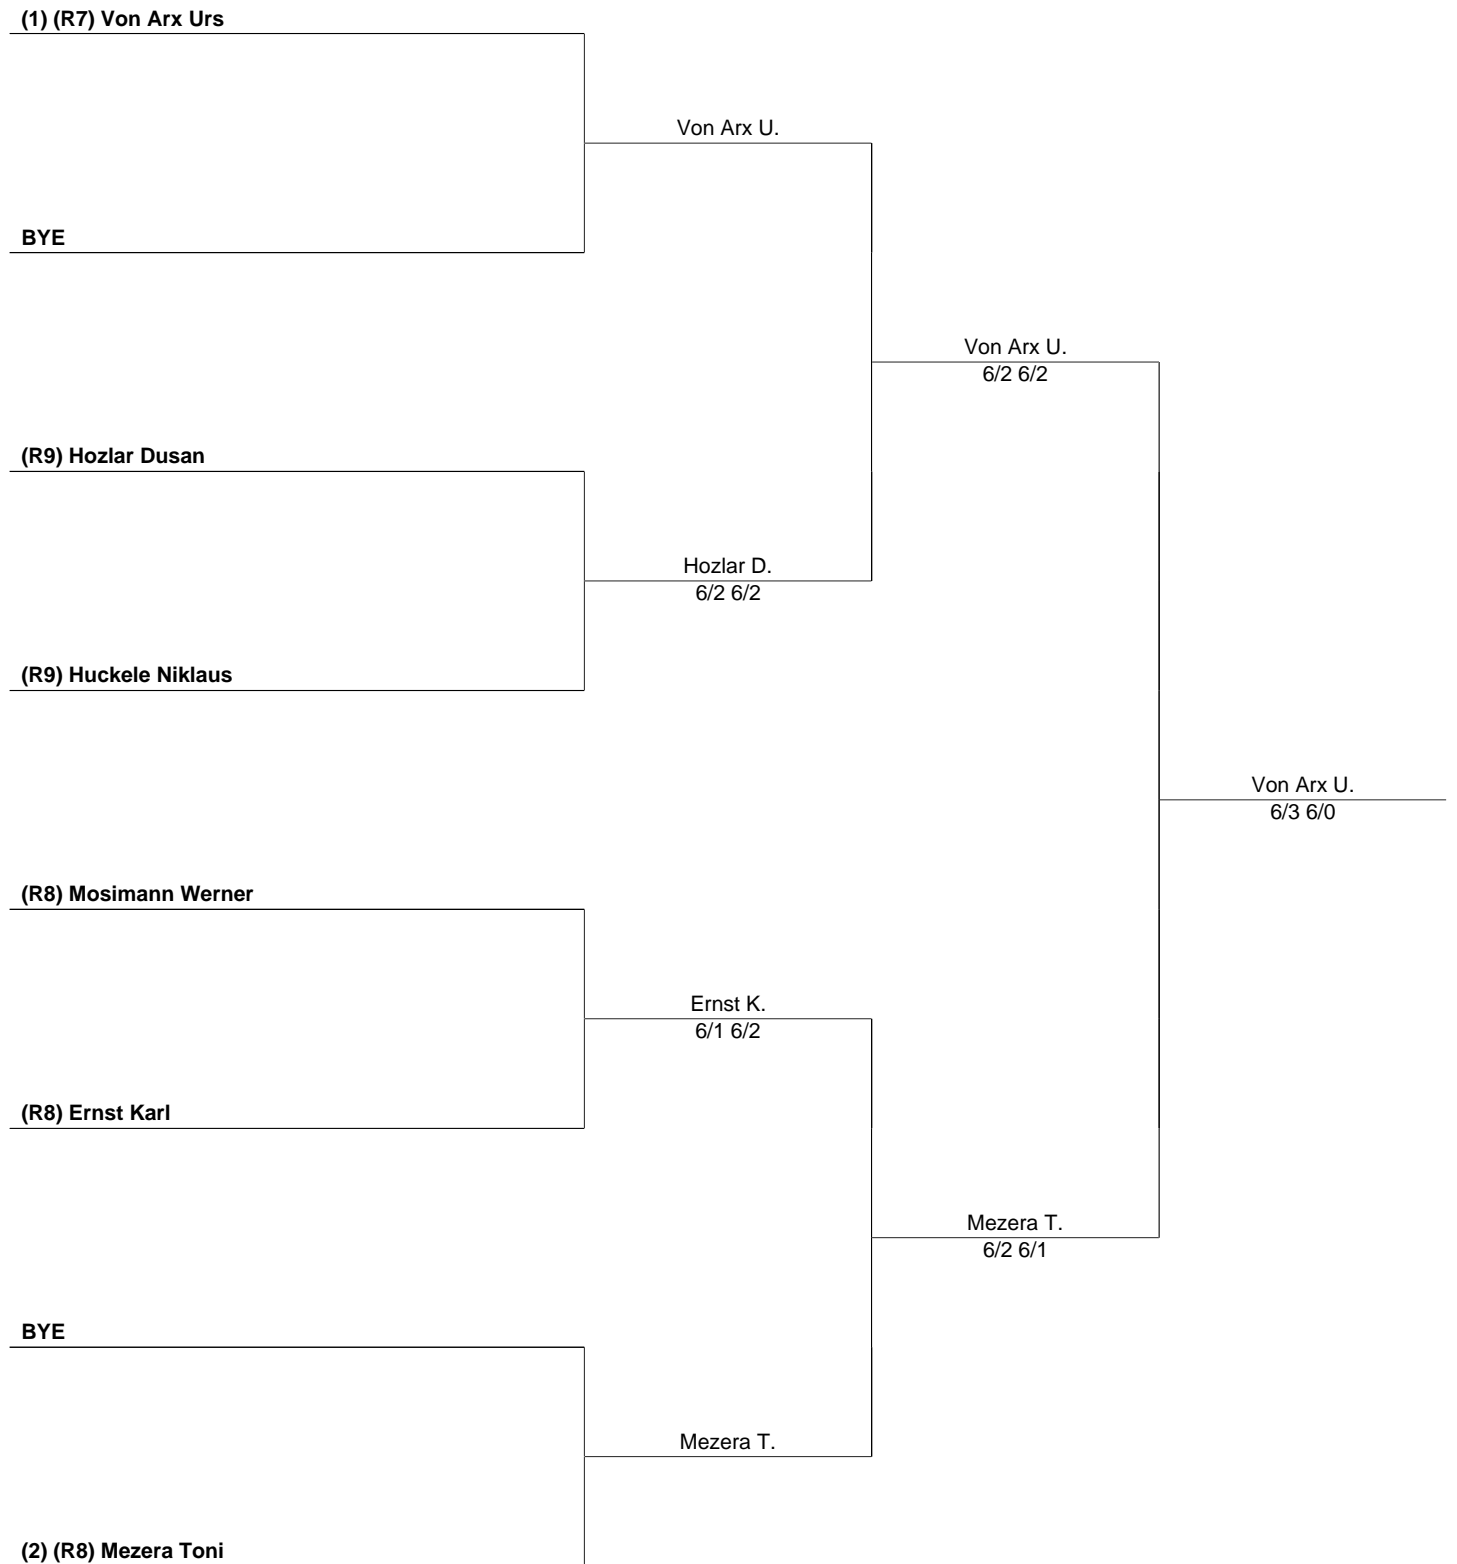 (1) (R7) Von Arx Urs
Von Arx U.
BYE
Von Arx U.
6/2 6/2
(R9) Hozlar Dusan
Hozlar D.
6/2 6/2
(R9) Huckele Niklaus
Von Arx U.
6/3 6/0
(R8) Mosimann Werner
Ernst K.
6/1 6/2
(R8) Ernst Karl
Mezera T.
6/2 6/1
BYE
Mezera T.
(2) (R8) Mezera Toni